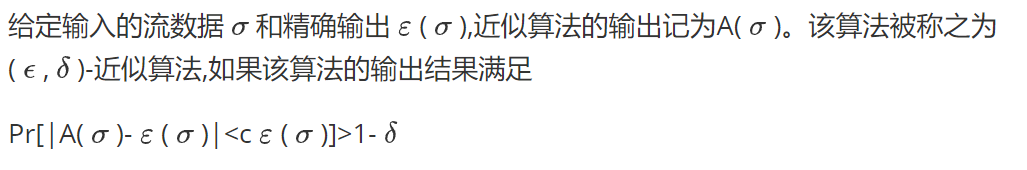 给定输入的流数据 σ 和精确输出 ε ( σ ),近似算法的输出记为A( σ )。该算法被称之为
( ϵ , δ )-近似算法,如果该算法的输出结果满足
Pr[|A( σ )- ε ( σ )|<c ε ( σ )]>1- δ